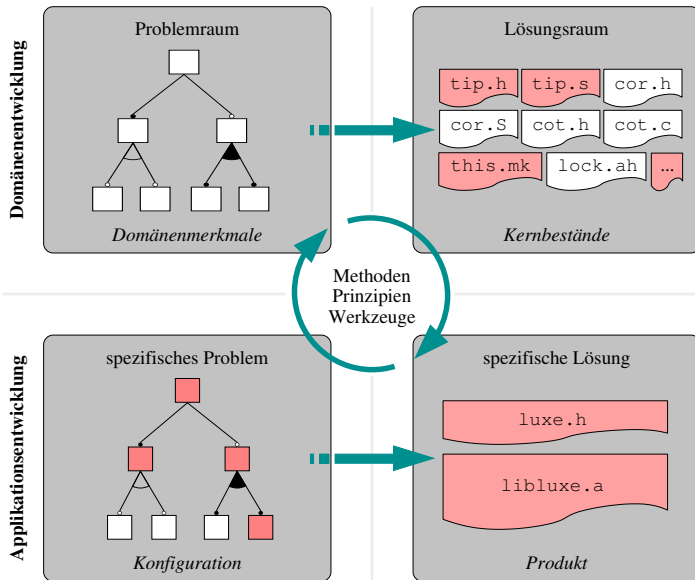 Domänenentwicklung
Problemraum
Domänenmerkmale
Lösungsraum
tip.h
tip.s
cor.h
cor.S
cot.h
cot.c
this.mk
lock.ah
...
Kernbestände
Methoden
Prinzipien
Werkzeuge
Applikationsentwicklung
spezifisches Problem
Konfiguration
spezifische Lösung
luxe.h
libluxe.a
Produkt